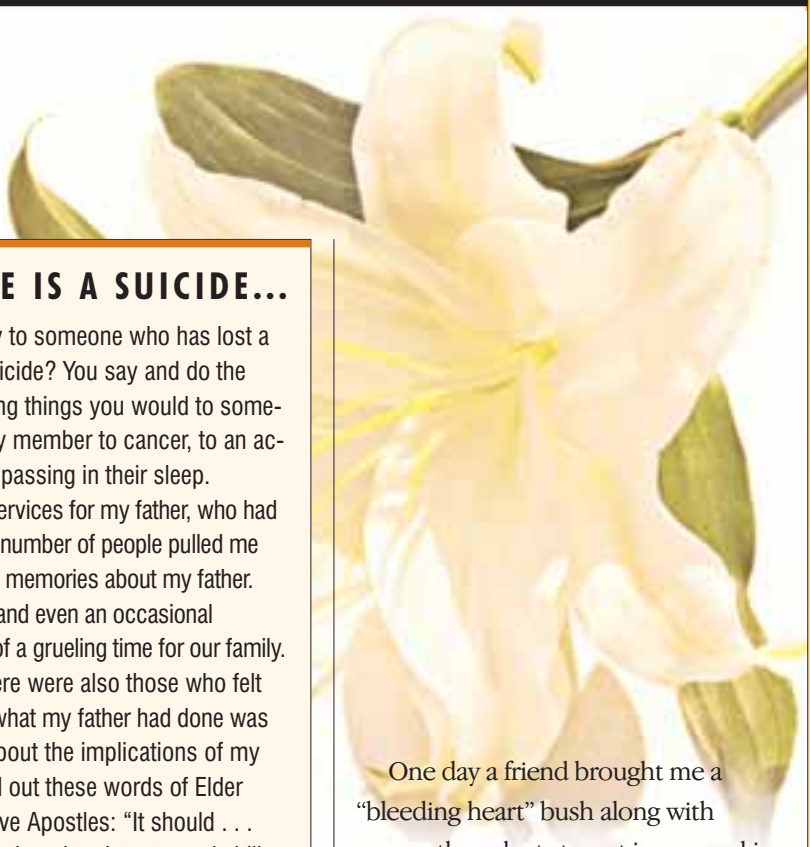 E IS A SUICIDE...
y to someone who has lost a
icide? You say and do the
ng things you would to some-
y member to cancer, to an ac-
passing in their sleep.
ervices for my father, who had
number of people pulled me
memories about my father.
and even an occasional
of a grueling time for our family.
ere were also those who felt
what my father had done was
bout the implications of my
d out these words of Elder
ve Apostles: “It should . . .
One day a friend brought me a
“bleeding heart” bush along with